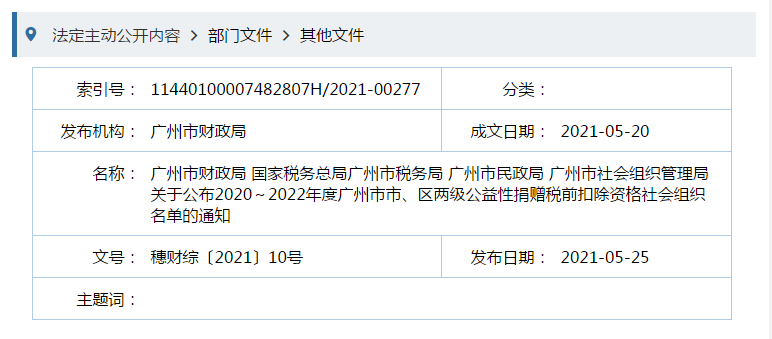 法定主动公开内容 > 部门文件 > 其他文件
索引号： 11440100007482807H/2021-00277 分类：
发布机构： 广州市财政局 成文日期： 2021-05-20
名称： 广州市财政局 国家税务总局广州市税务局 广州市民政局 广州市社会组织管理局
关于公布2020～2022年度广州市市、区两级公益性捐赠税前扣除资格社会组织
名单的通知
文号： 穗财综〔2021〕10号 发布日期： 2021-05-25
主题词：